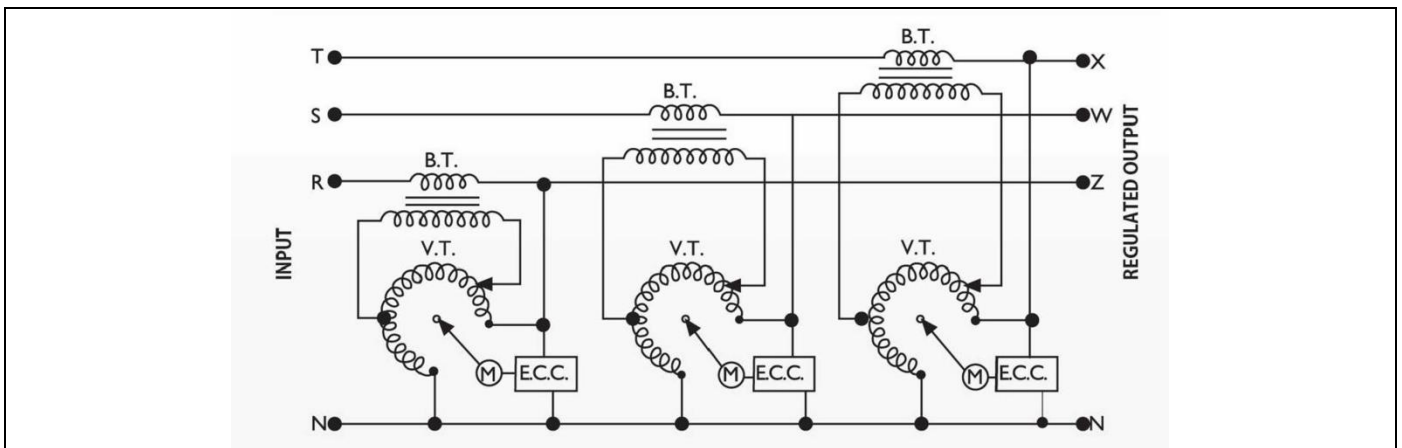 B.T.
T
X
B.T.
S
W
B.T.
R
Z
INPUT
REGULATED OUTPUT
V.T.
V.T.
V.T.
M
E.C.C.
M
E.C.C.
M
E.C.C.
N
N